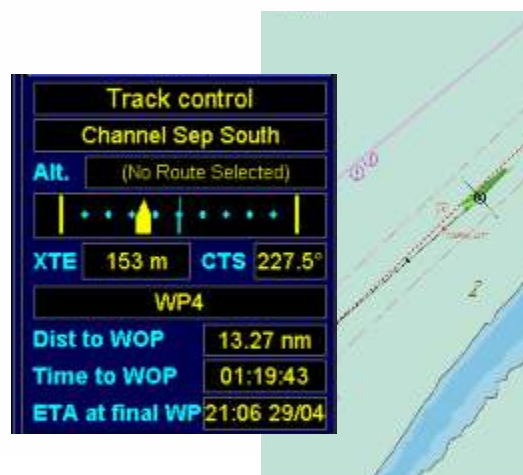 Track control
Channel Sep South
Alt. (No Route Selected)
XTE 153 m CTS 227.5°
WP4
Dist to WOP 13.27 nm
Time to WOP 01:19:43
ETA at final WP 21:06 29/04
2